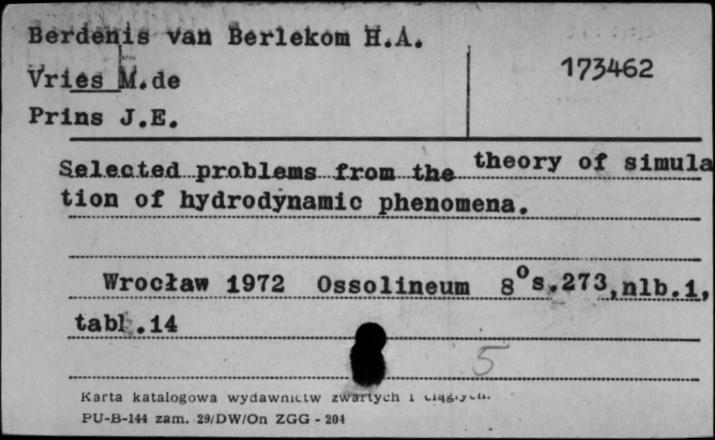 Berdenis van Berlekom H.A.
173462
Vries M.de
Prins J.E.
Selected problems from the theory of simula
tion of hydrodynamic phenomena.
Wrocław 1972 Ossolineum 8° s.273,nlb.1,
tabl.14
5
Karta katalogowa wydawnictw zwartych i ciągłych.
PU-B-144 zam. 29/DW/On ZGG - 204